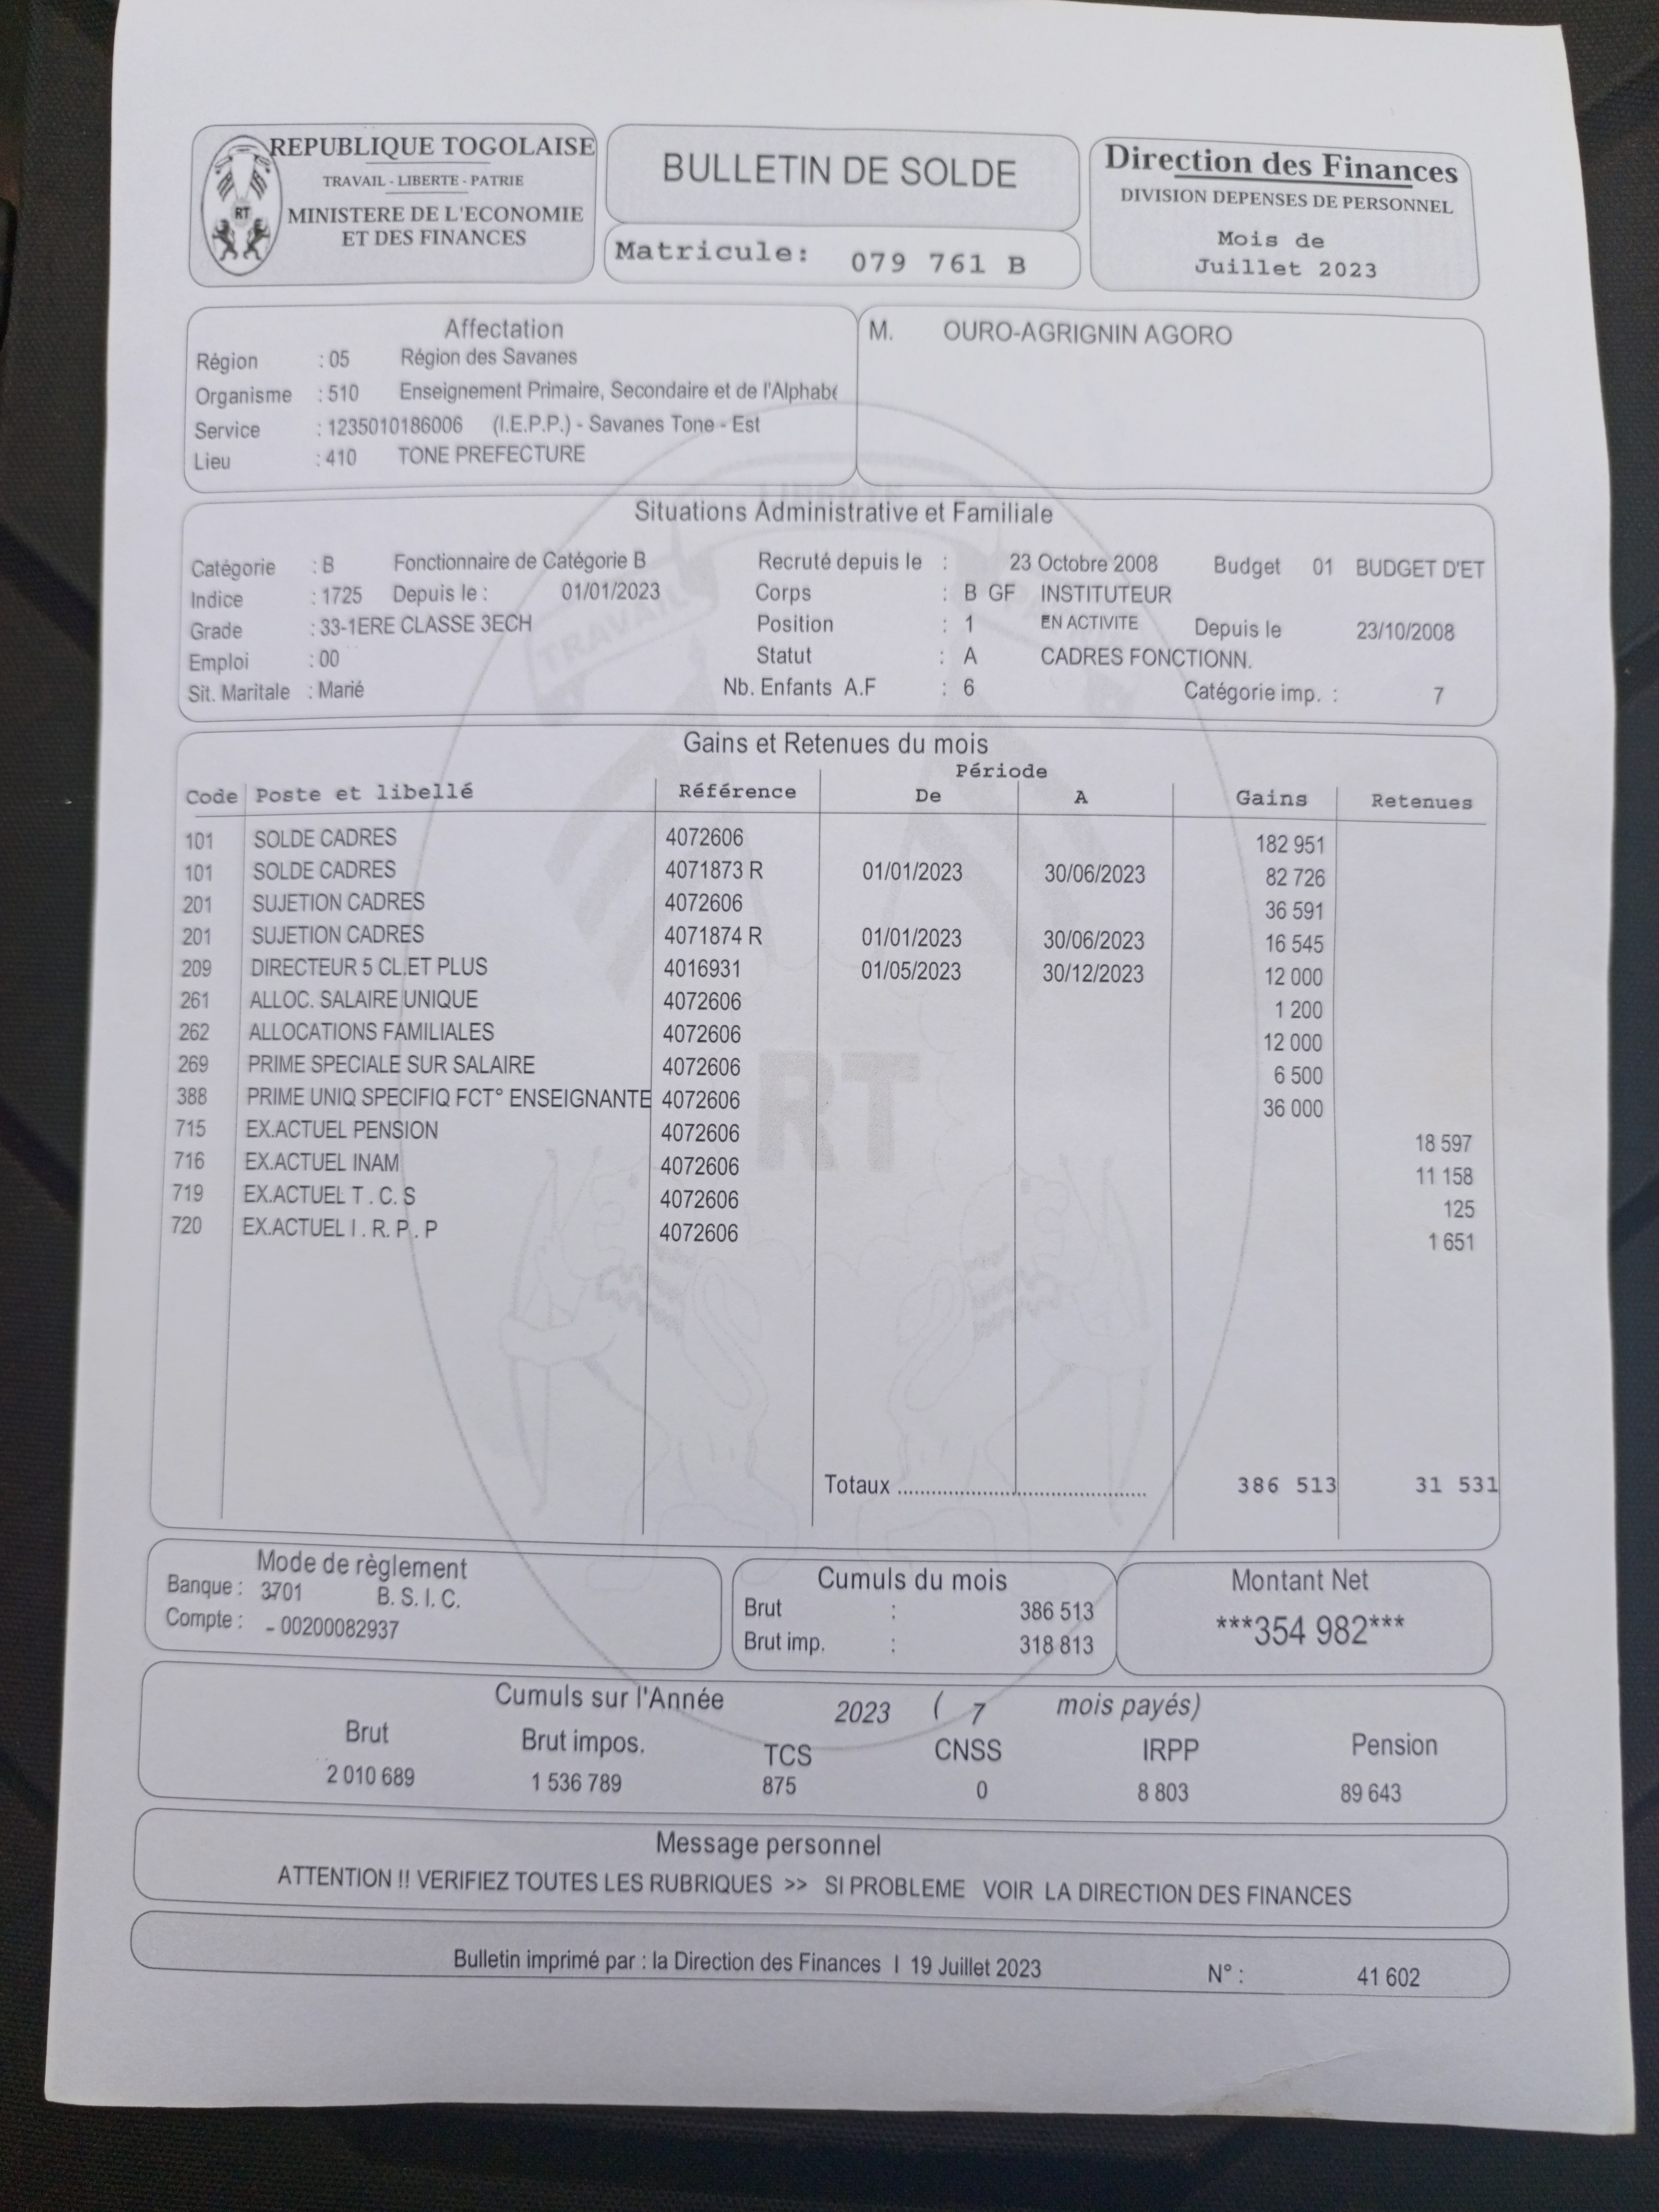 REPUBLIQUE TOGOLAISE
TRAVAIL - LIBERTE - PATRIE
MINISTERE DE L'ECONOMIE
ET DES FINANCES
RT
BULLETIN DE SOLDE
Matricule: 079 761 B
Direction des Finances
DIVISION DEPENSES DE PERSONNEL
Mois de
Juillet 2023
Affectation
Région : 05 Région des Savanes
Organisme : 510 Enseignement Primaire, Secondaire et de l'Alphabé
Service : 1235010186006 (I.E.P.P.) - Savanes Tone - Est
Lieu : 410 TONE PREFECTURE
M. OURO-AGRIGNIN AGORO
Situations Administrative et Familiale
Catégorie : B Fonctionnaire de Catégorie B Recruté depuis le : 23 Octobre 2008 Budget 01 BUDGET D'ET
Indice : 1725 Depuis le : 01/01/2023 Corps : B GF INSTITUTEUR
Grade : 33-1ERE CLASSE 3ECH Position : 1 EN ACTIVITE Depuis le 23/10/2008
Emploi : 00 Statut : A CADRES FONCTIONN.
Sit. Maritale : Marié Nb. Enfants A.F : 6 Catégorie imp. : 7
Gains et Retenues du mois
Période
Code Poste et libellé Référence De A Gains Retenues
101 SOLDE CADRES 4072606 182 951
101 SOLDE CADRES 4071873 R 01/01/2023 30/06/2023 82 726
201 SUJETION CADRES 4072606 36 591
201 SUJETION CADRES 4071874 R 01/01/2023 30/06/2023 16 545
209 DIRECTEUR 5 CL.ET PLUS 4016931 01/05/2023 30/12/2023 12 000
261 ALLOC. SALAIRE UNIQUE 4072606 1 200
262 ALLOCATIONS FAMILIALES 4072606 12 000
269 PRIME SPECIALE SUR SALAIRE 4072606 6 500
388 PRIME UNIQ SPECIFIQ FCT° ENSEIGNANTE 4072606 36 000
715 EX.ACTUEL PENSION 4072606 18 597
716 EX.ACTUEL INAM 4072606 11 158
719 EX.ACTUEL T . C. S 4072606 125
720 EX.ACTUEL I . R. P . P 4072606 1 651
TRAVAIL
RT
Totaux ........................................ 386 513 31 531
Mode de règlement
Banque : 3701 B. S. I. C.
Compte : - 00200082937
Cumuls du mois
Brut : 386 513
Brut imp. : 318 813
Montant Net
***354 982***
Cumuls sur l'Année 2023 ( 7 mois payés)
Brut Brut impos. TCS CNSS IRPP Pension
2 010 689 1 536 789 875 0 8 803 89 643
Message personnel
ATTENTION !! VERIFIEZ TOUTES LES RUBRIQUES >> SI PROBLEME VOIR LA DIRECTION DES FINANCES
Bulletin imprimé par : la Direction des Finances l 19 Juillet 2023 N° : 41 602